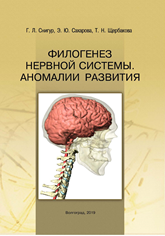 Г. Л. Снигур, Э. Ю. Сахарова, Т. Н. Щербакова
ФИЛОГЕНЕЗ
НЕРВНОЙ СИСТЕМЫ.
АНОМАЛИИ РАЗВИТИЯ
Волгоград, 2018